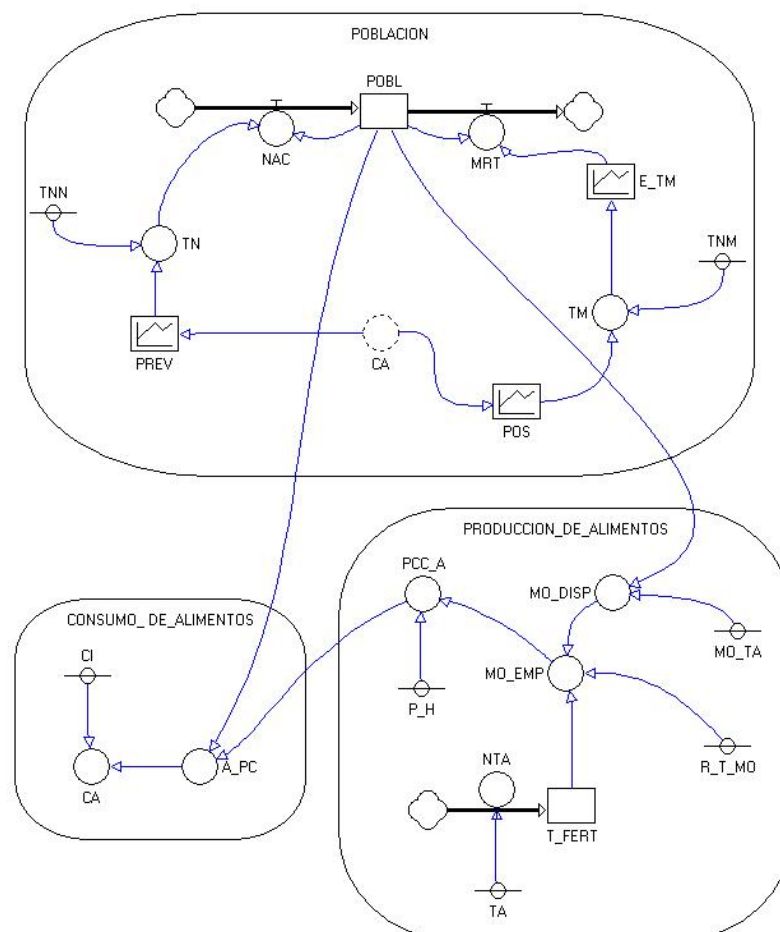 POBLACION
POBL
NAC
MRT
E_TM
TNN
TN
TNM
TM
PREV
CA
POS
PRODUCCION_DE_ALIMENTOS
PCC_A
MO_DISP
CONSUMO_ DE_ALIMENTOS
MO_TA
CI
MO_EMP
P_H
A_PC
R_T_MO
NTA
CA
T_FERT
TA